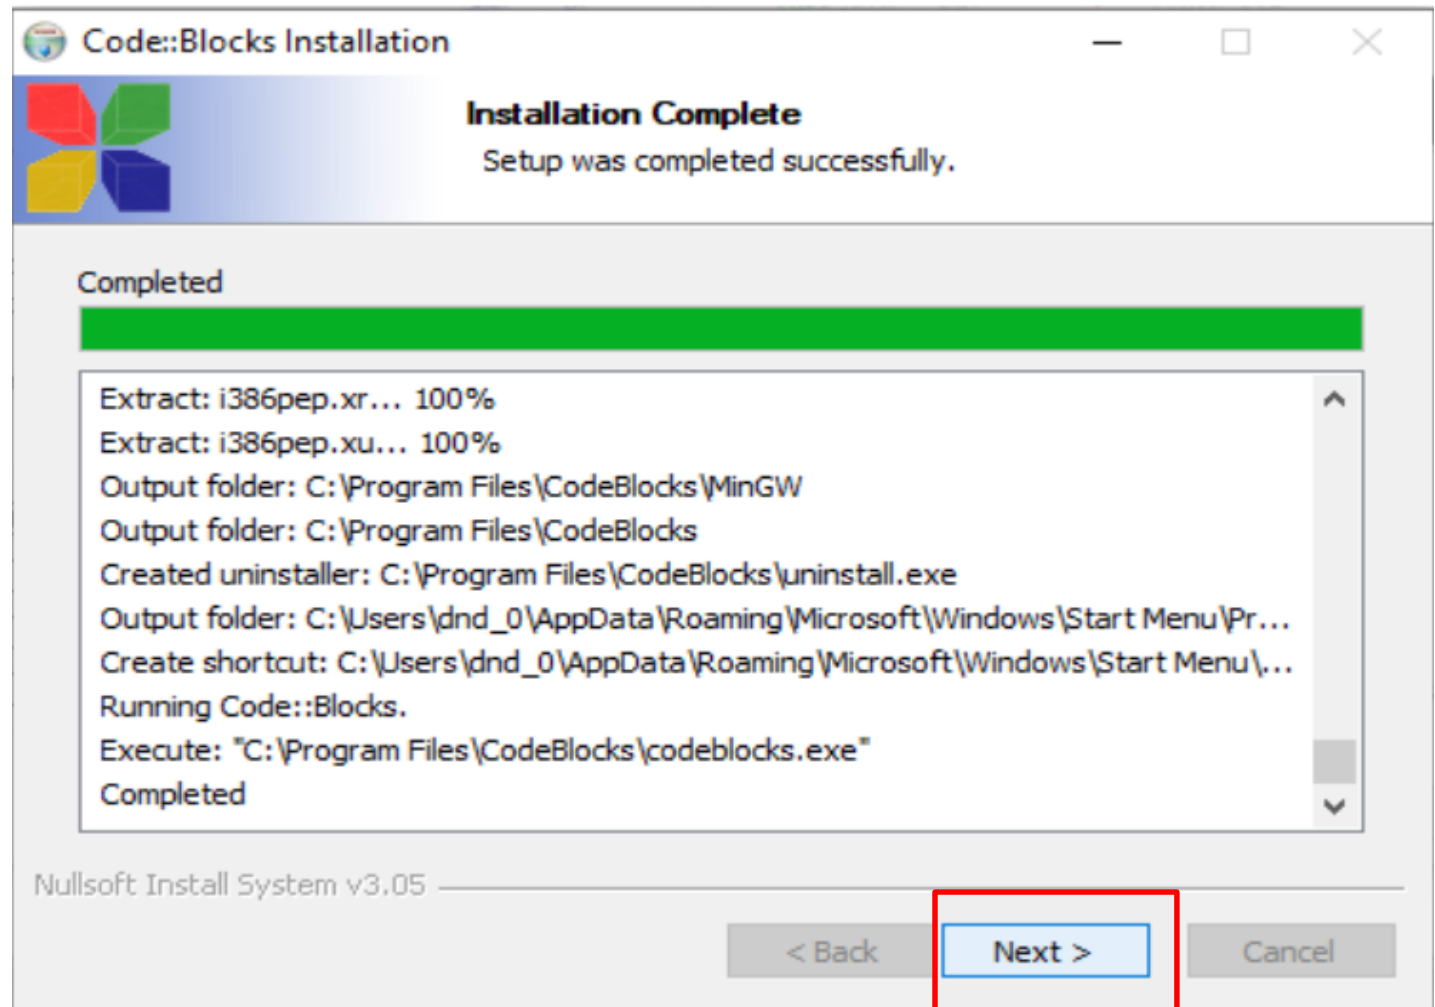 Code::Blocks Installation
Installation Complete
Setup was completed successfully.
Completed
Extract: i386pep.xr... 100%
Extract: i386pep.xu... 100%
Output folder: C:\Program Files\CodeBlocks\MinGW
Output folder: C:\Program Files\CodeBlocks
Created uninstaller: C:\Program Files\CodeBlocks\uninstall.exe
Output folder: C:\Users\dnd_0\AppData\Roaming\Microsoft\Windows\Start Menu\Pr...
Create shortcut: C:\Users\dnd_0\AppData\Roaming\Microsoft\Windows\Start Menu\...
Running Code::Blocks.
Execute: "C:\Program Files\CodeBlocks\codeblocks.exe"
Completed
Nullsoft Install System v3.05
< Back Next > Cancel